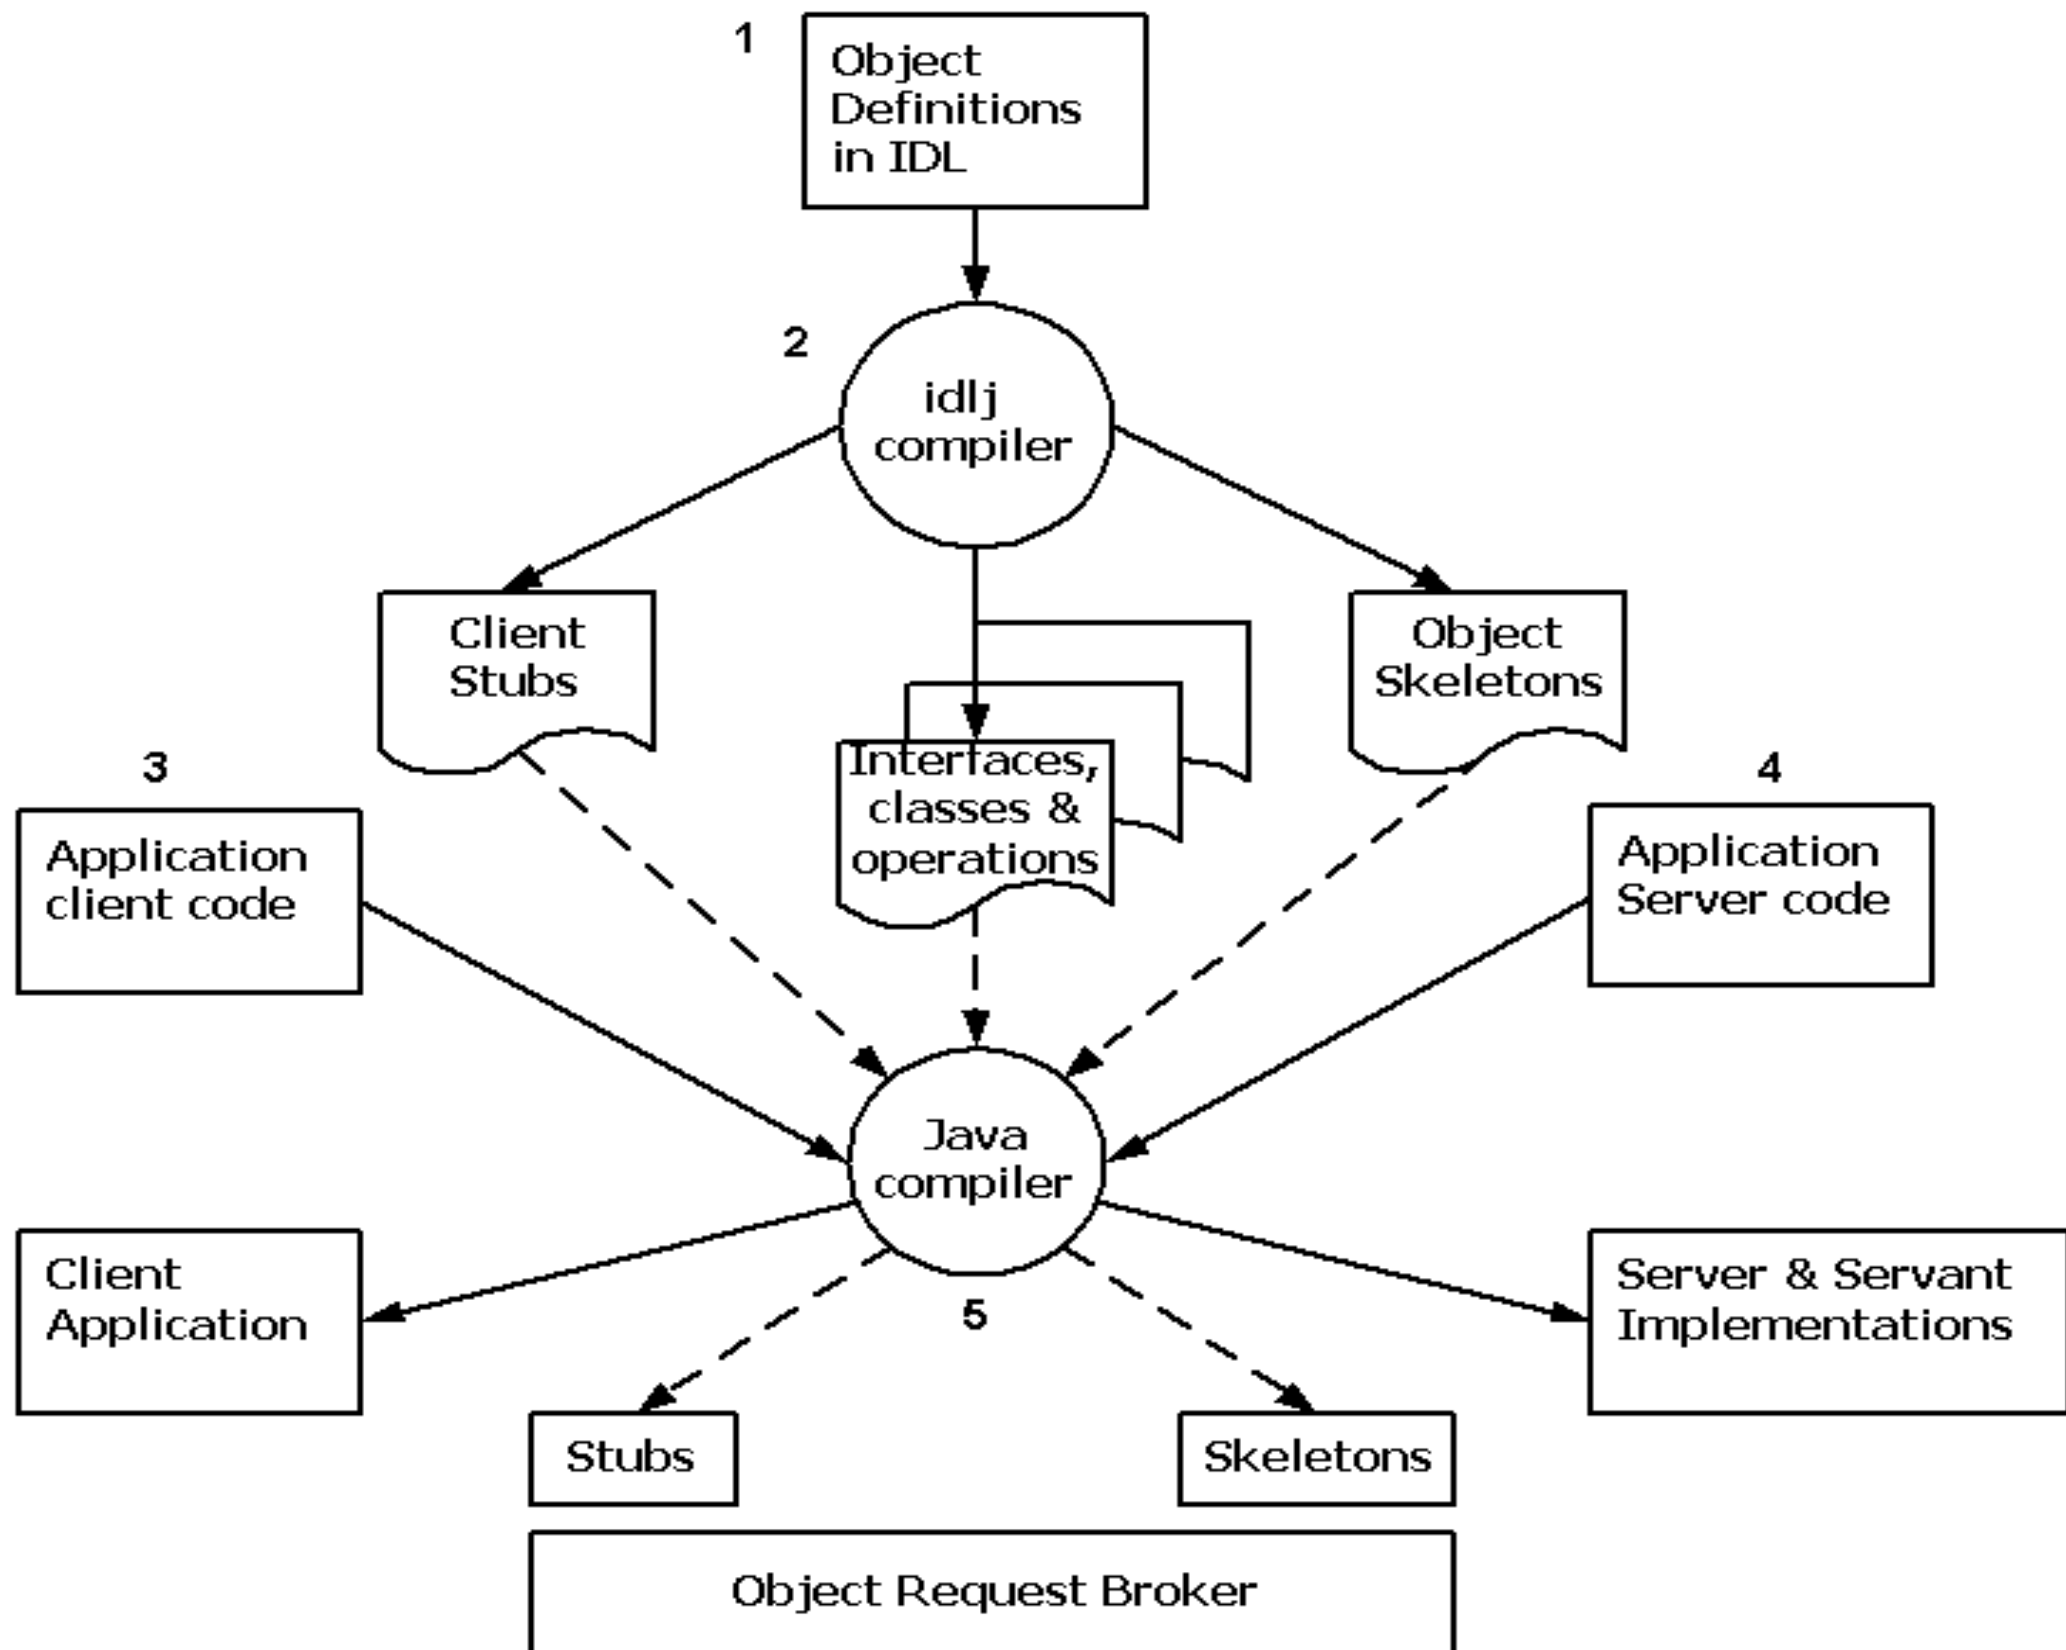 1
Object
Definitions
in IDL
2
idlj
compiler
Client
Stubs
Object
Skeletons
Interfaces,
classes &
operations
3
Application
client code
4
Application
Server code
Java
compiler
Client
Application
5
Server & Servant
Implementations
Stubs
Skeletons
Object Request Broker